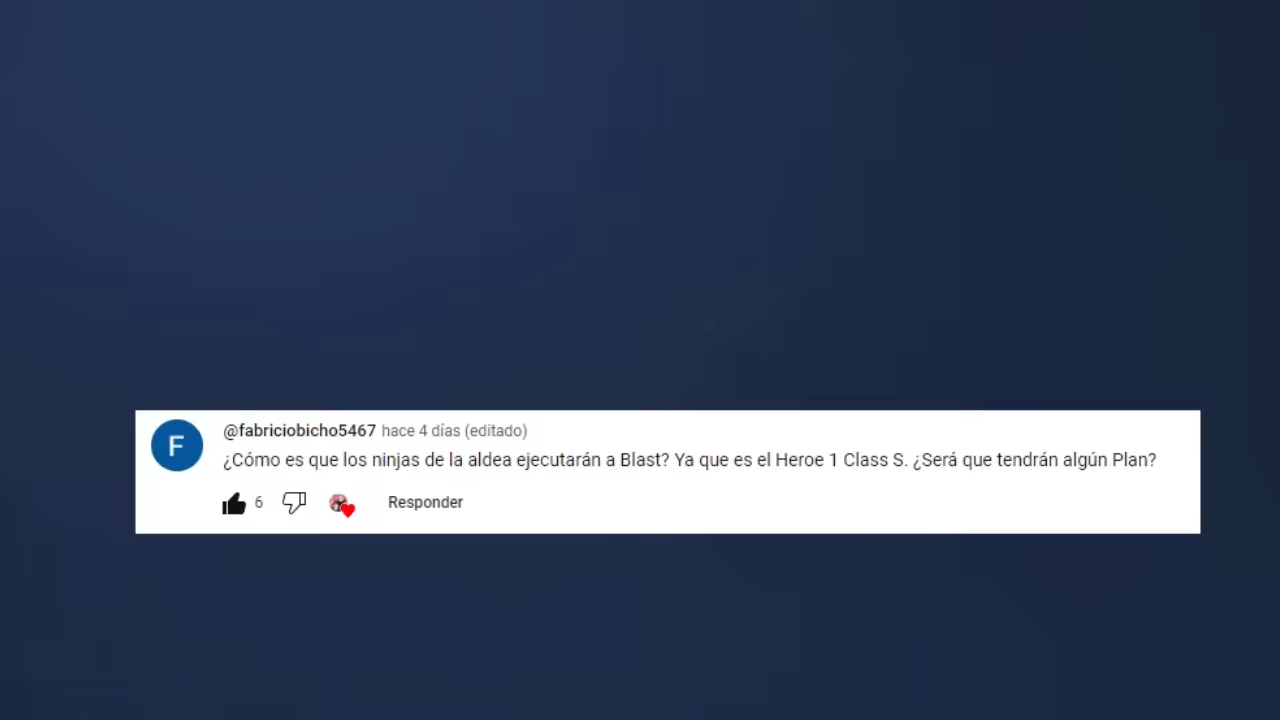 F
@fabriciobicho5467 hace 4 días (editado)
¿Cómo es que los ninjas de la aldea ejecutarán a Blast? Ya que es el Heroe 1 Class S. ¿Será que tendrán algún Plan?
6 Responder